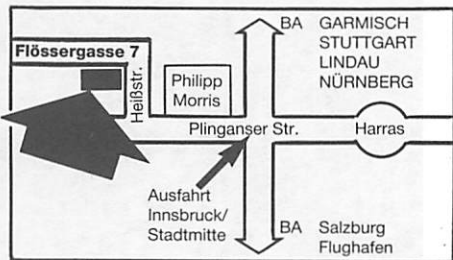 BA GARMISCH
STUTTGART
LINDAU
NÜRNBERG
Flössergasse 7
Heißstr.
Philipp
Morris
Plinganser Str.
Harras
Ausfahrt
Innsbruck/
Stadtmitte
BA Salzburg
Flughafen